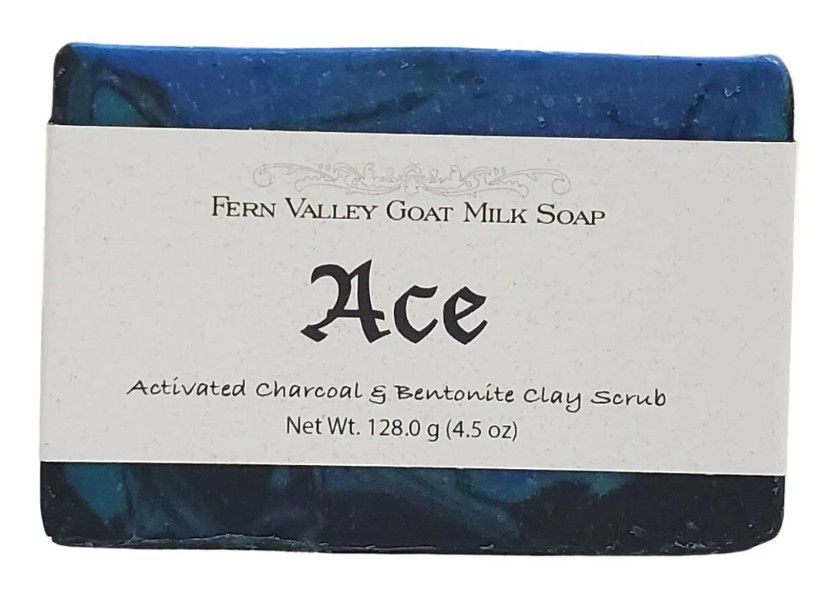 Fern Valley Goat Milk Soap
Ace
Activated Charcoal & Bentonite Clay Scrub
Net Wt. 128.0 g (4.5 oz)